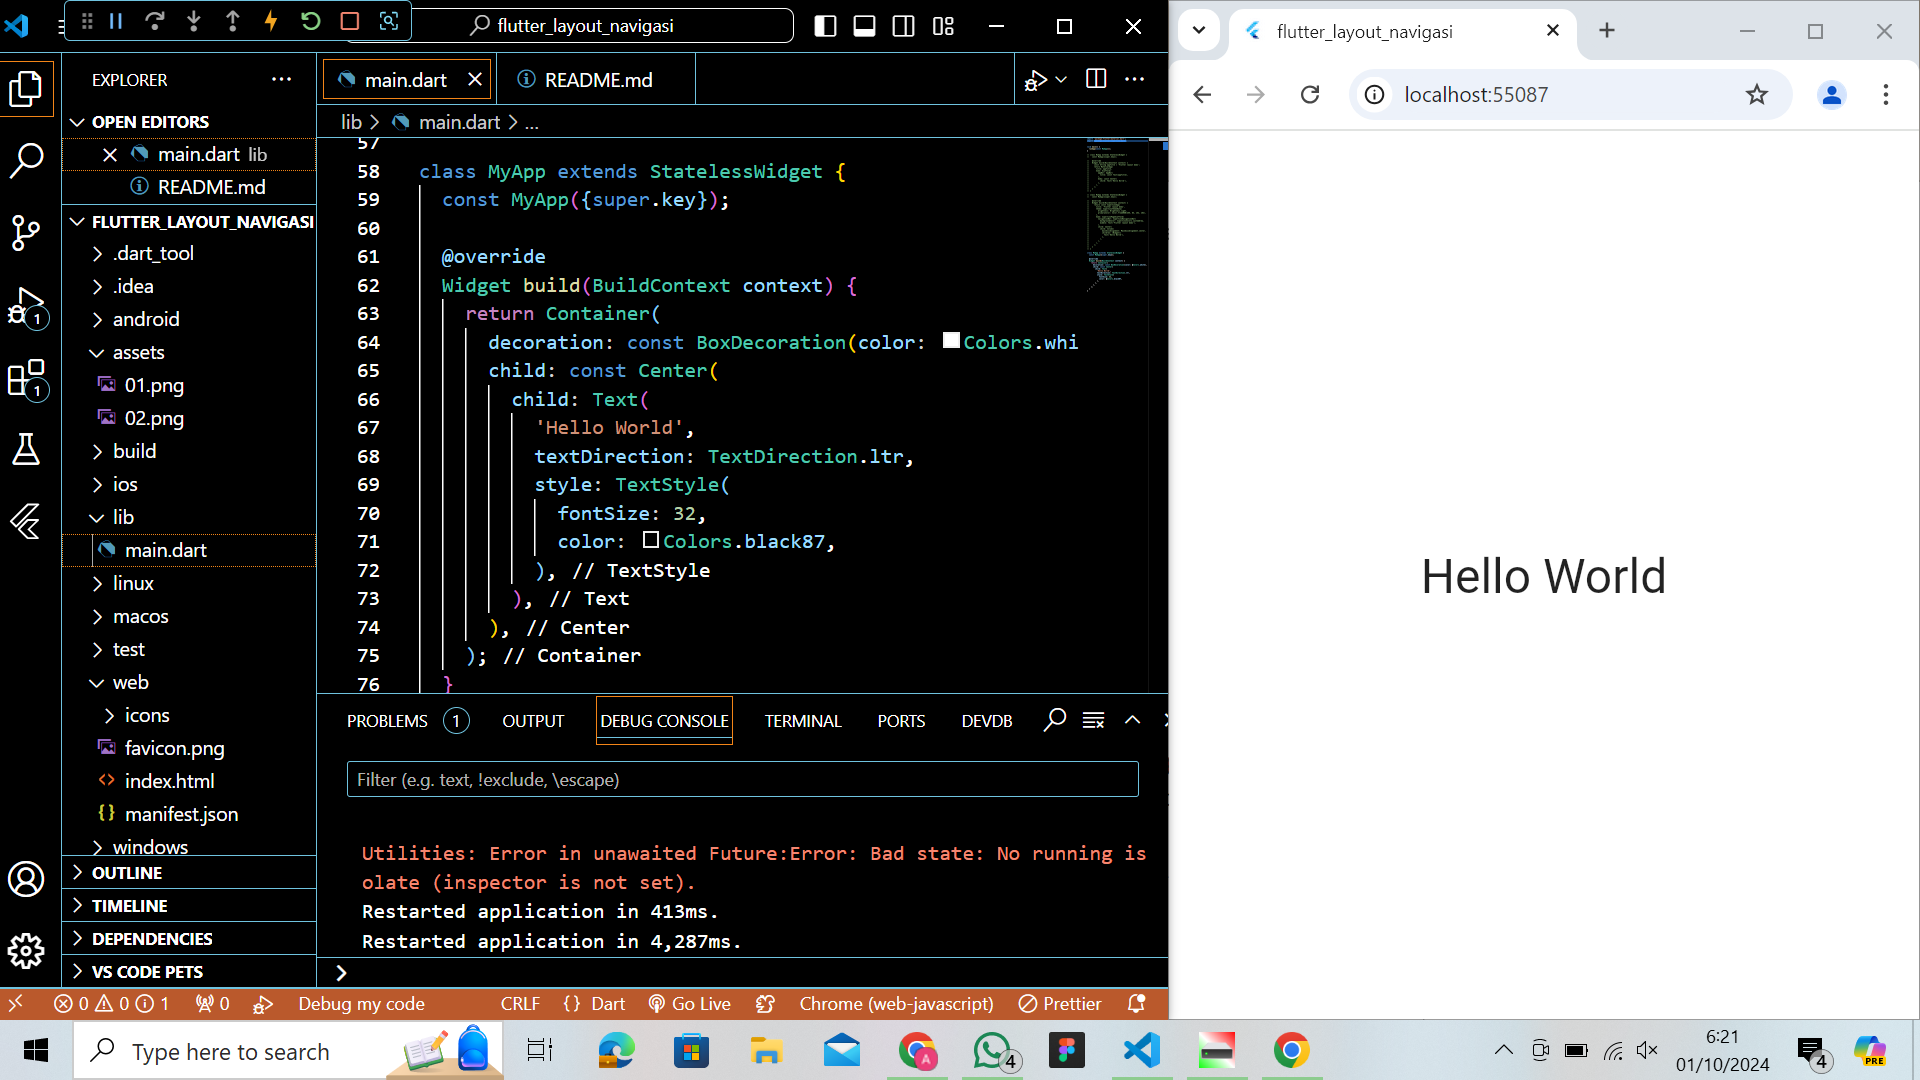 flutter_layout_navigasi
EXPLORER
OPEN EDITORS
main.dart lib
README.md
FLUTTER_LAYOUT_NAVIGASI
.dart_tool
.idea
android
assets
01.png
02.png
build
ios
lib
main.dart
linux
macos
test
web
icons
favicon.png
index.html
manifest.json
windows
OUTLINE
TIMELINE
DEPENDENCIES
VS CODE PETS
1
1
main.dart
README.md
lib > main.dart > ...
57
58 class MyApp extends StatelessWidget {
59 const MyApp({super.key});
60
61 @override
62 Widget build(BuildContext context) {
63 return Container(
64 decoration: const BoxDecoration(color: Colors.whi
65 child: const Center(
66 child: Text(
67 'Hello World',
68 textDirection: TextDirection.ltr,
69 style: TextStyle(
70 fontSize: 32,
71 color: Colors.black87,
72 ), // TextStyle
73 ), // Text
74 ), // Center
75 ); // Container
76 }
PROBLEMS 1 OUTPUT DEBUG CONSOLE TERMINAL PORTS DEVDB
Filter (e.g. text, !exclude, \escape)
Utilities: Error in unawaited Future:Error: Bad state: No running is
olate (inspector is not set).
Restarted application in 413ms.
Restarted application in 4,287ms.
0 0 1 0 Debug my code CRLF {} Dart Go Live Chrome (web-javascript) Prettier
flutter_layout_navigasi
localhost:55087
Hello World
Type here to search
A
4
6:21
01/10/2024
4
PRE